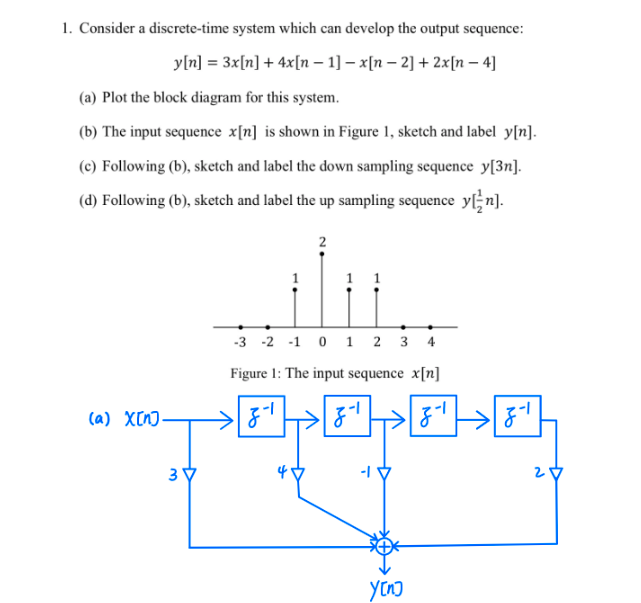 1. Consider a discrete-time system which can develop the output sequence:
y[n] = 3x[n] + 4x[n − 1] − x[n − 2] + 2x[n − 4]
(a) Plot the block diagram for this system.
(b) The input sequence x[n] is shown in Figure 1, sketch and label y[n].
(c) Following (b), sketch and label the down sampling sequence y[3n].
(d) Following (b), sketch and label the up sampling sequence y[½n].
2
1 1 1
-3 -2 -1 0 1 2 3 4
Figure 1: The input sequence x[n]
(a) X[n] z⁻¹ z⁻¹ z⁻¹ z⁻¹
3 4 -1 2
+
y[n]